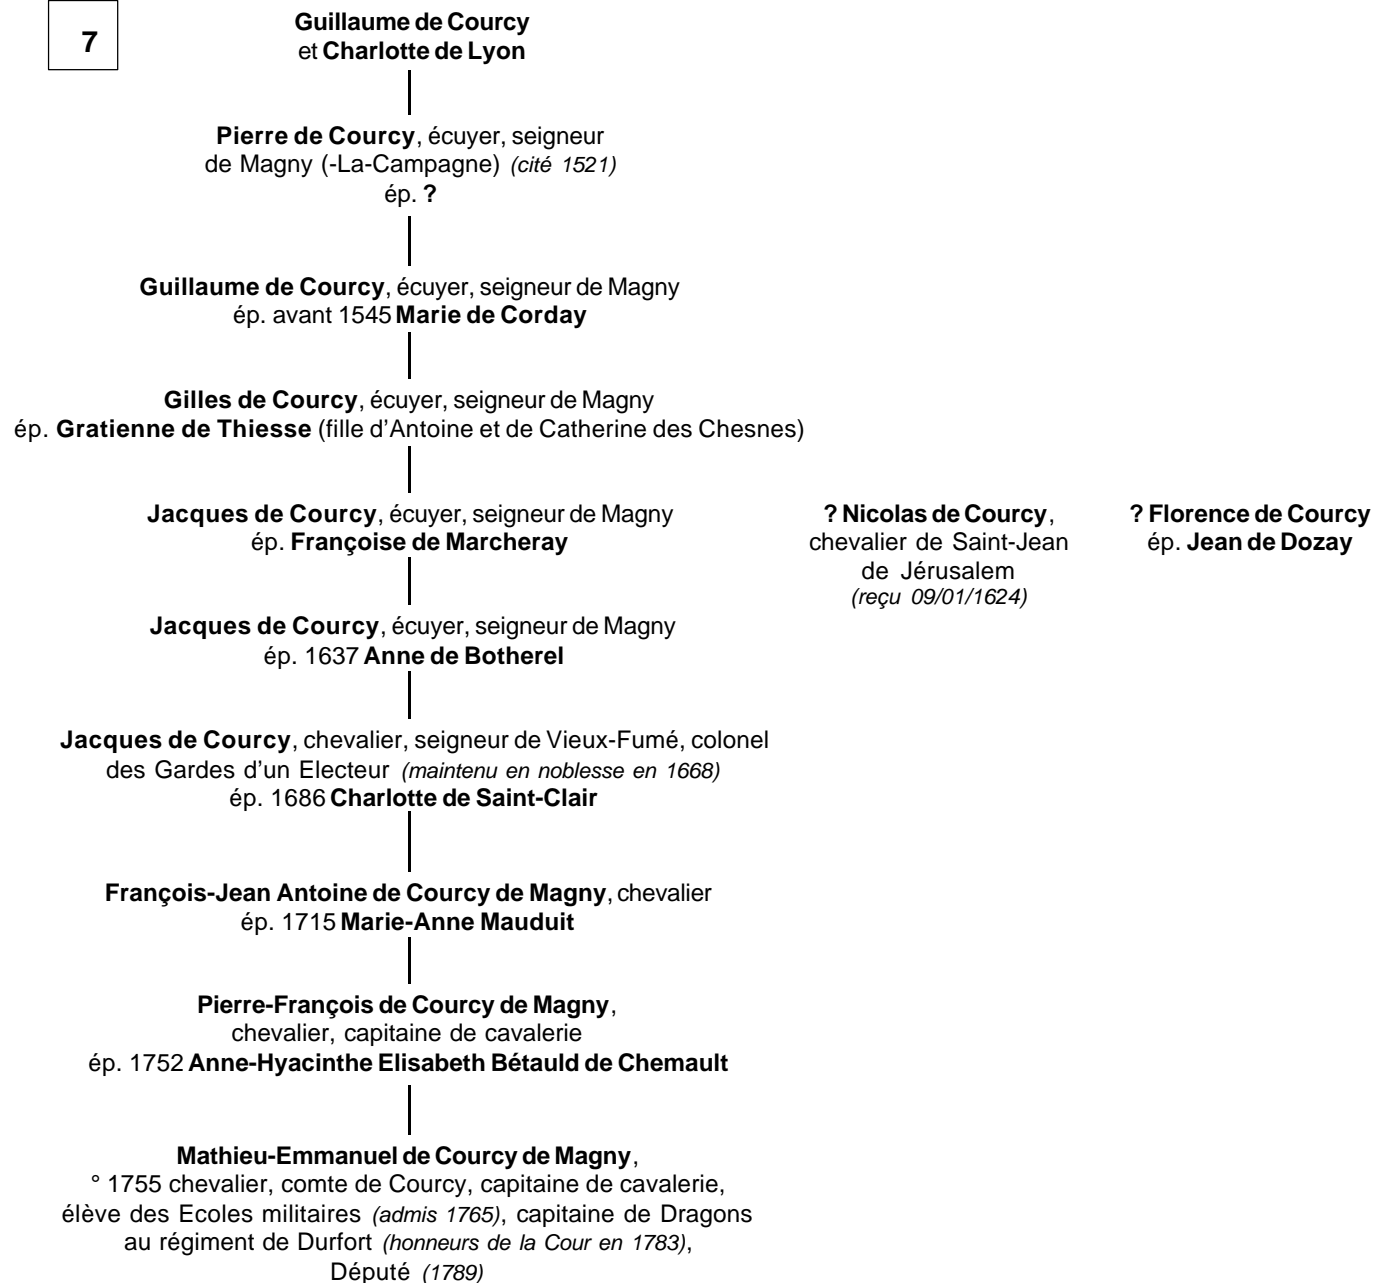 7
Guillaume de Courcy
et Charlotte de Lyon
Pierre de Courcy, écuyer, seigneur
de Magny (-La-Campagne) (cité 1521)
ép. ?
Guillaume de Courcy, écuyer, seigneur de Magny
ép. avant 1545 Marie de Corday
Gilles de Courcy, écuyer, seigneur de Magny
ép. Gratienne de Thiesse (fille d'Antoine et de Catherine des Chesnes)
Jacques de Courcy, écuyer, seigneur de Magny
ép. Françoise de Marcheray
? Nicolas de Courcy,
chevalier de Saint-Jean
de Jérusalem
(reçu 09/01/1624)
? Florence de Courcy
ép. Jean de Dozay
Jacques de Courcy, écuyer, seigneur de Magny
ép. 1637 Anne de Botherel
Jacques de Courcy, chevalier, seigneur de Vieux-Fumé, colonel
des Gardes d'un Electeur (maintenu en noblesse en 1668)
ép. 1686 Charlotte de Saint-Clair
François-Jean Antoine de Courcy de Magny, chevalier
ép. 1715 Marie-Anne Mauduit
Pierre-François de Courcy de Magny,
chevalier, capitaine de cavalerie
ép. 1752 Anne-Hyacinthe Elisabeth Bétauld de Chemault
Mathieu-Emmanuel de Courcy de Magny,
° 1755 chevalier, comte de Courcy, capitaine de cavalerie,
élève des Ecoles militaires (admis 1765), capitaine de Dragons
au régiment de Durfort (honneurs de la Cour en 1783),
Député (1789)